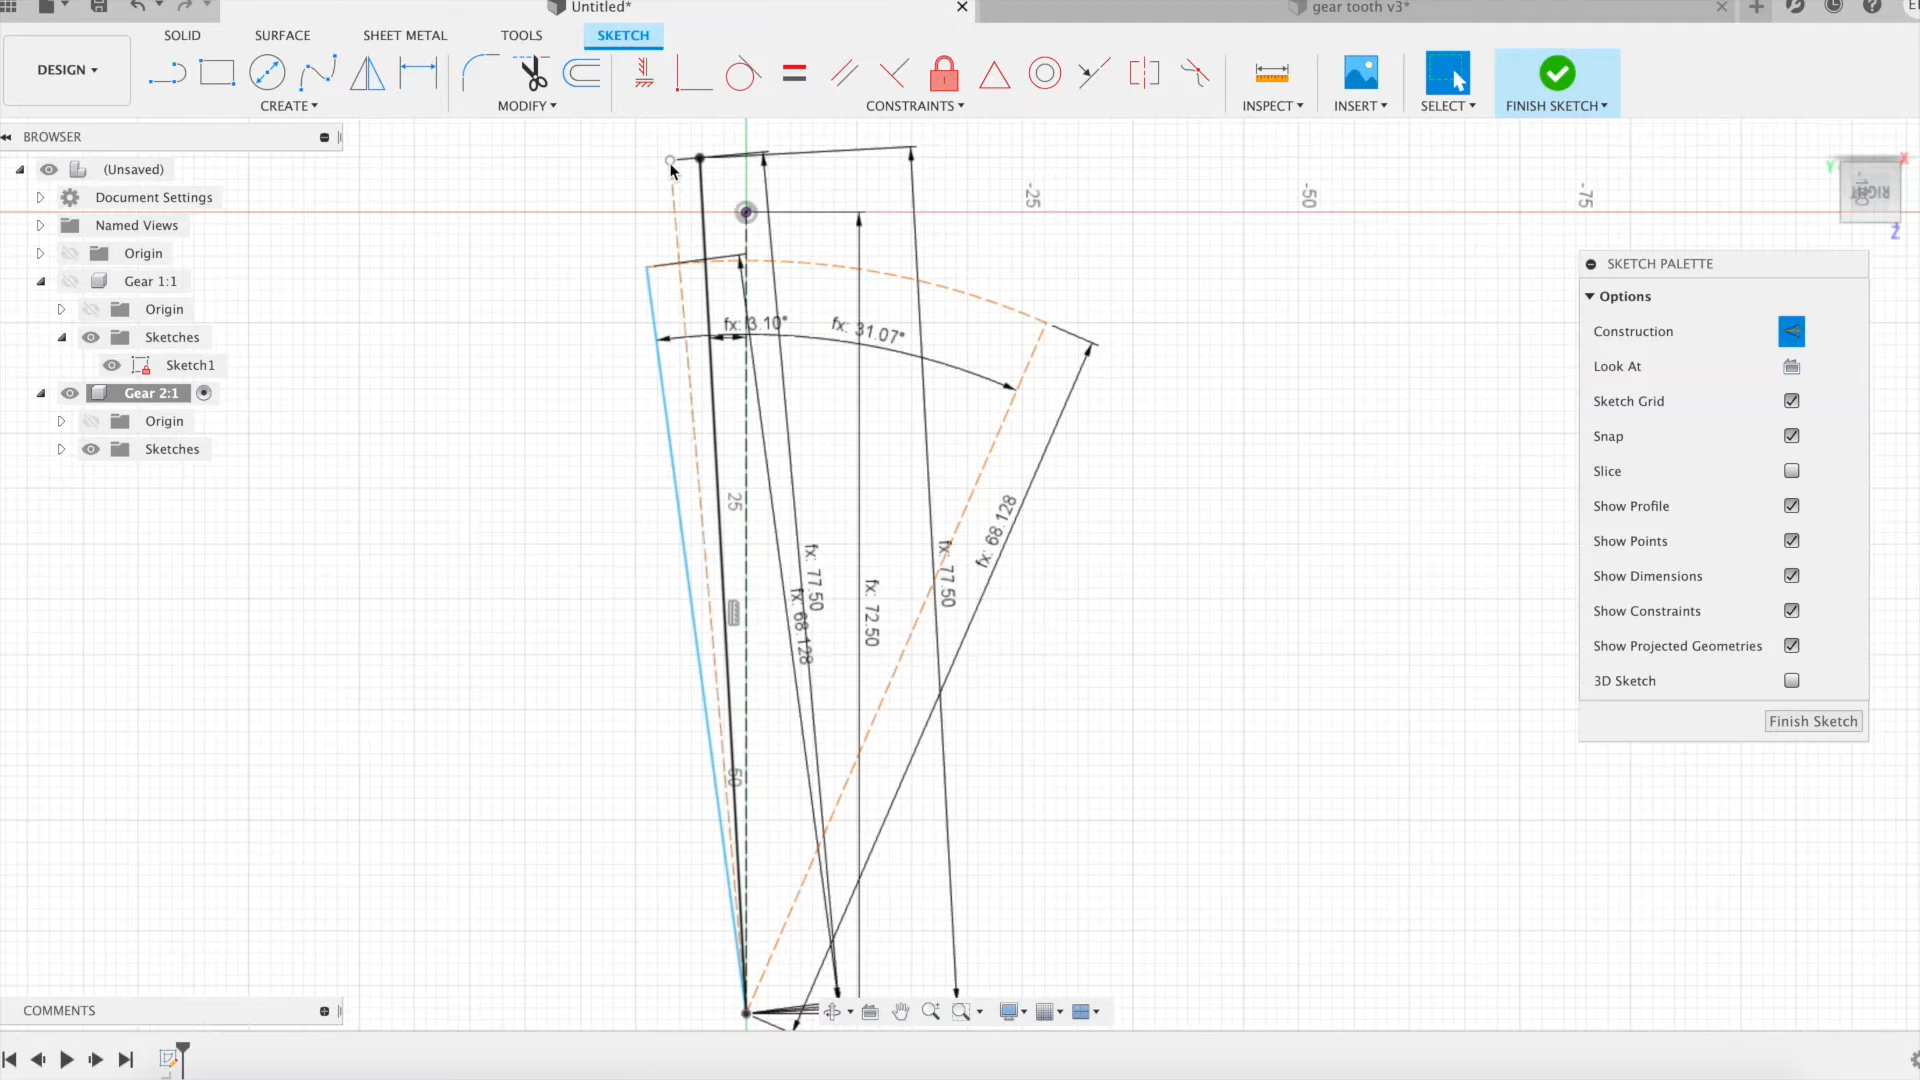 Untitled*
gear tooth v3*
SOLID
SURFACE
SHEET METAL
TOOLS
SKETCH
DESIGN
CREATE
MODIFY
CONSTRAINTS
INSPECT
INSERT
SELECT
FINISH SKETCH
BROWSER
(Unsaved)
Document Settings
Named Views
Origin
Gear 1:1
Origin
Sketches
Sketch1
Gear 2:1
Origin
Sketches
-25
-50
-75
X
Y
RIGHT
Z
fx: 3.10°
fx: 31.07°
25
50
fx: 77.50
fx: 68.128
fx: 72.50
fx: 77.50
fx: 68.128
SKETCH PALETTE
Options
Construction
Look At
Sketch Grid
Snap
Slice
Show Profile
Show Points
Show Dimensions
Show Constraints
Show Projected Geometries
3D Sketch
Finish Sketch
COMMENTS